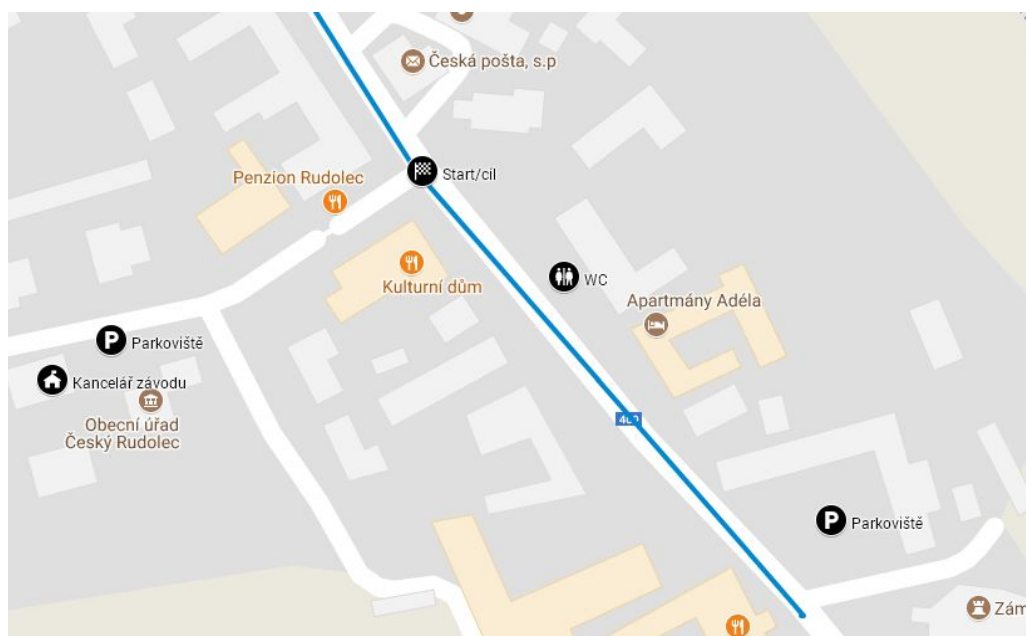 Česká pošta, s.p
Penzion Rudolec
Start/cíl
Kulturní dům
WC
Apartmány Adéla
P
Parkoviště
Kancelář závodu
Obecní úřad
Český Rudolec
P
Parkoviště
Zám